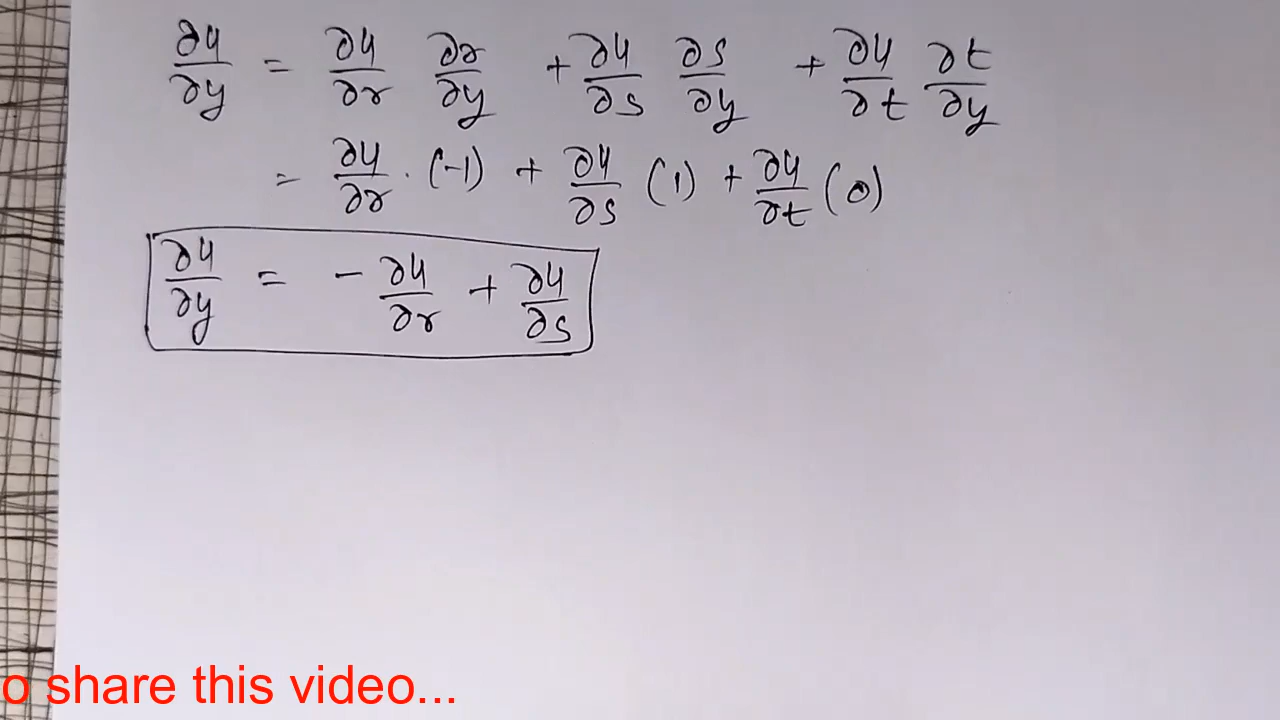 ∂u/∂y = ∂u/∂r ∂r/∂y + ∂u/∂s ∂s/∂y + ∂u/∂t ∂t/∂y
= ∂u/∂r . (-1) + ∂u/∂s (1) + ∂u/∂t (0)
∂u/∂y = - ∂u/∂r + ∂u/∂s
o share this video...